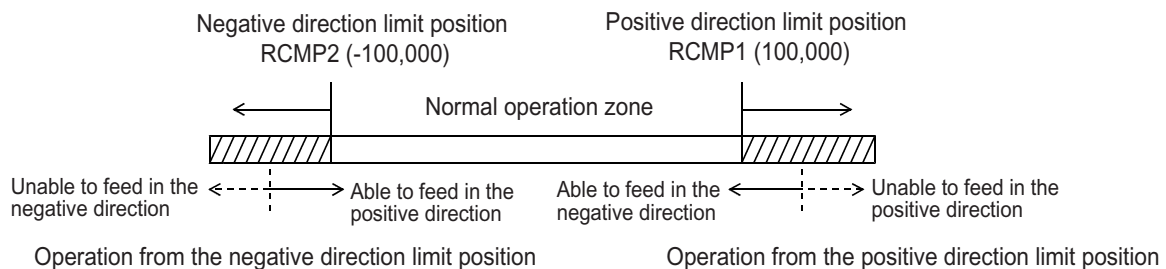 Negative direction limit position
RCMP2 (-100,000)
Positive direction limit position
RCMP1 (100,000)
Normal operation zone
Unable to feed in the
negative direction
Able to feed in the
positive direction
Able to feed in the
negative direction
Unable to feed in the
positive direction
Operation from the negative direction limit position
Operation from the positive direction limit position